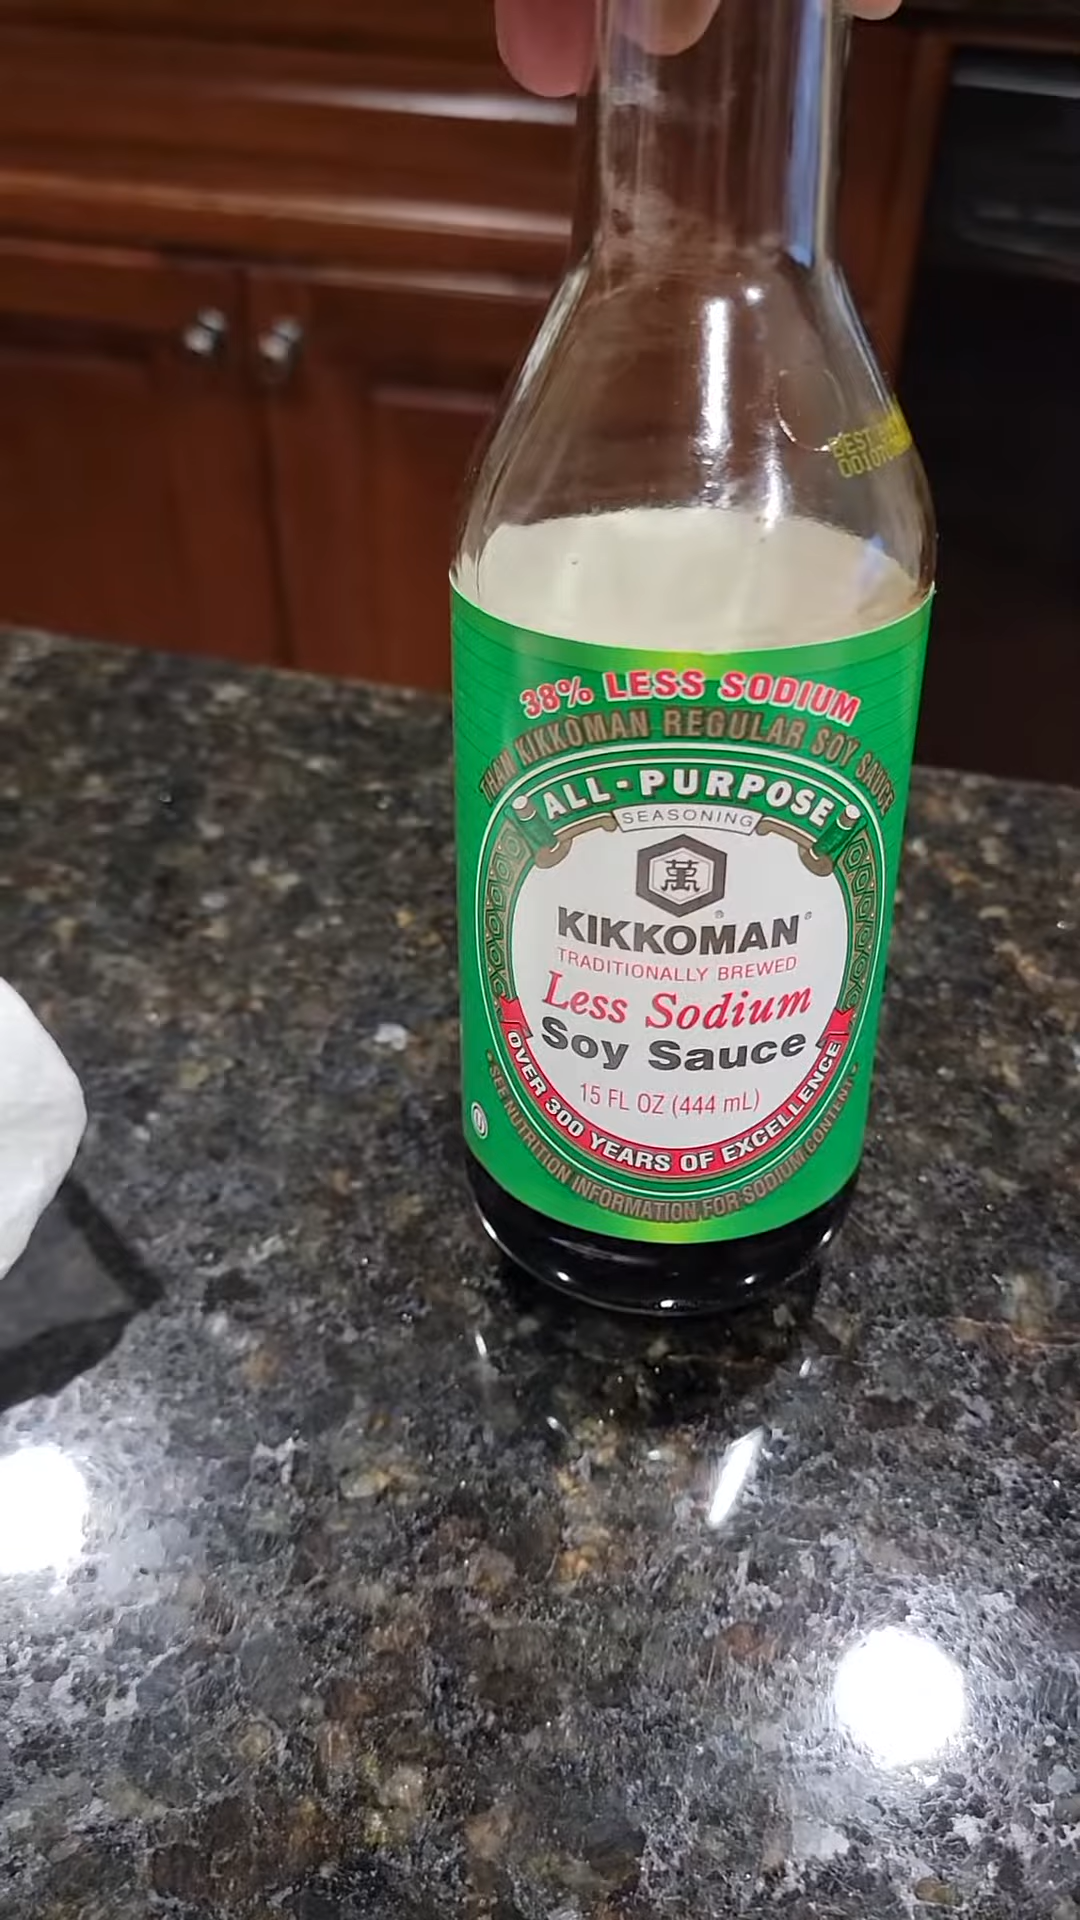 BEST
38% LESS SODIUM
THAN KIKKOMAN REGULAR SOY SAUCE
ALL-PURPOSE
SEASONING
萬
KIKKOMAN®
TRADITIONALLY BREWED
Less Sodium
Soy Sauce
15 FL OZ (444 mL)
OVER 300 YEARS OF EXCELLENCE
•SEE NUTRITION INFORMATION FOR SODIUM CONTENT•